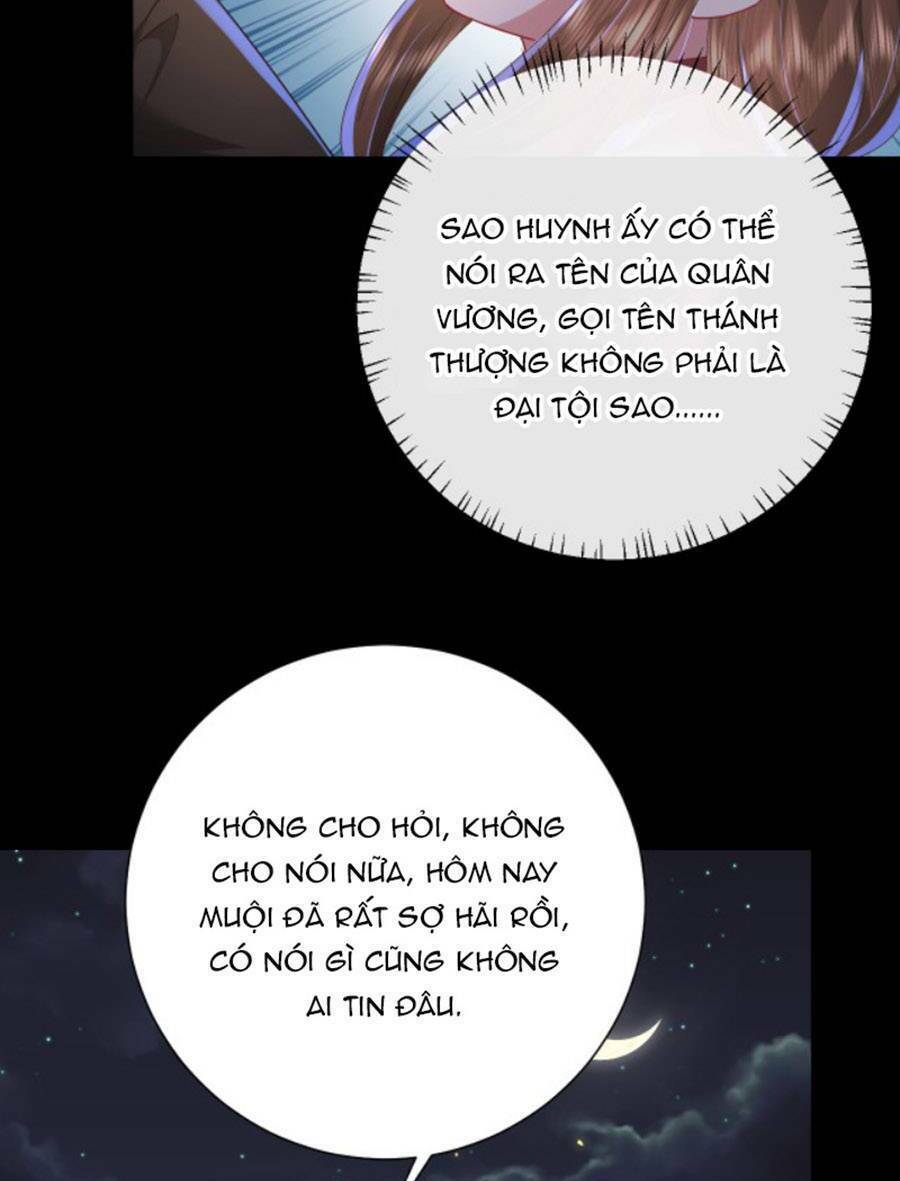 SAO HUYNH ẤY CÓ THỂ
NÓI RA TÊN CỦA QUÂN
VƯƠNG, GỌI TÊN THÁNH
THƯỢNG KHÔNG PHẢI LÀ
ĐẠI TỘI SAO......
KHÔNG CHO HỎI, KHÔNG
CHO NÓI NỮA, HÔM NAY
MUỘI ĐÃ RẤT SỢ HÃI RỒI,
CÓ NÓI GÌ CŨNG KHÔNG
AI TIN ĐÂU.